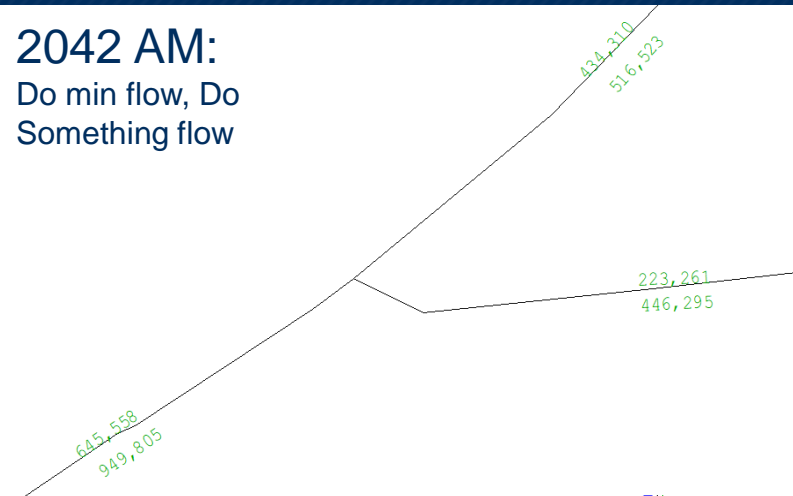 2042 AM:
Do min flow, Do
Something flow
434,310
516,523
223,261
446,295
645,558
949,805